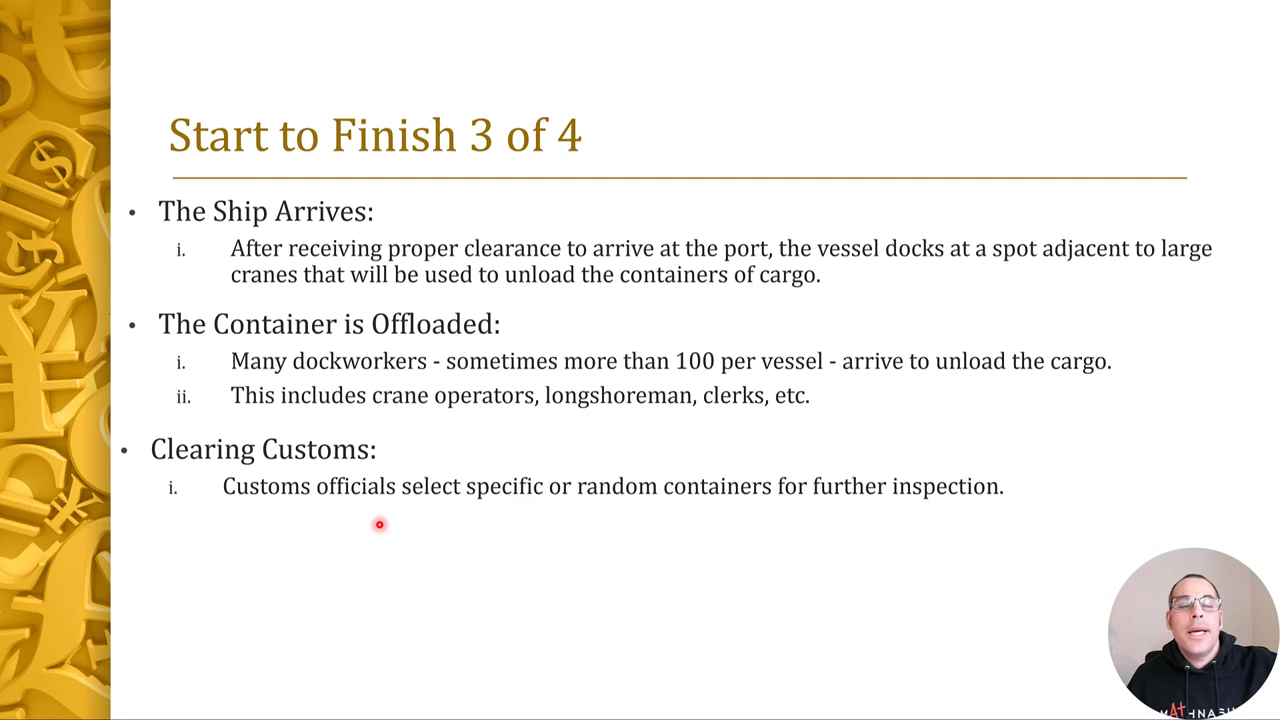 Start to Finish 3 of 4
• The Ship Arrives:
i. After receiving proper clearance to arrive at the port, the vessel docks at a spot adjacent to large
cranes that will be used to unload the containers of cargo.
• The Container is Offloaded:
i. Many dockworkers - sometimes more than 100 per vessel - arrive to unload the cargo.
ii. This includes crane operators, longshoreman, clerks, etc.
• Clearing Customs:
i. Customs officials select specific or random containers for further inspection.